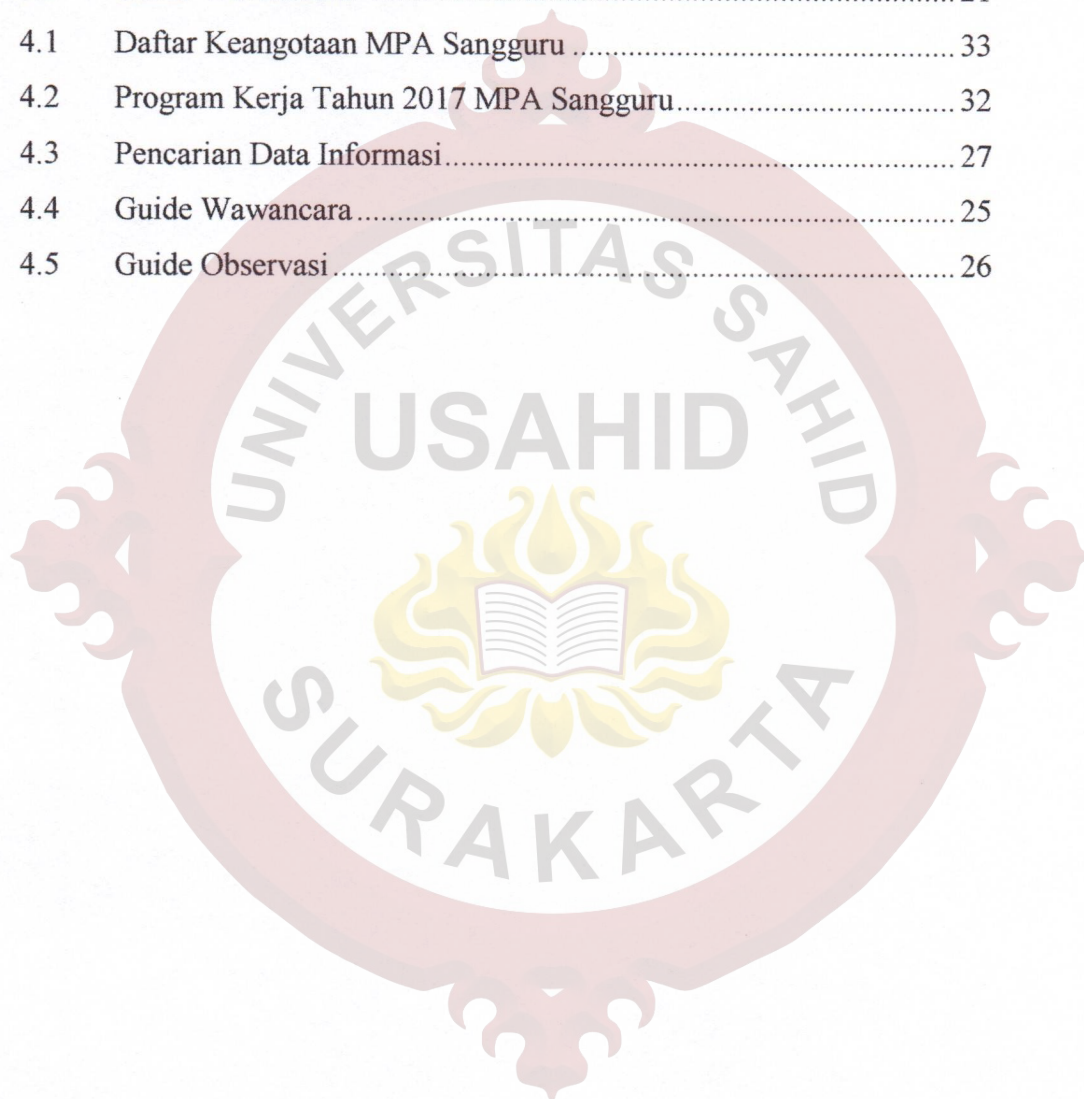 4.1 Daftar Keangotaan MPA Sangguru ........................................................ 33
4.2 Program Kerja Tahun 2017 MPA Sangguru ......................................... 32
4.3 Pencarian Data Informasi ....................................................................... 27
4.4 Guide Wawancara .................................................................................. 25
4.5 Guide Observasi ..................................................................................... 26
UNIVERSITAS SAHID
USAHID
SURAKARTA